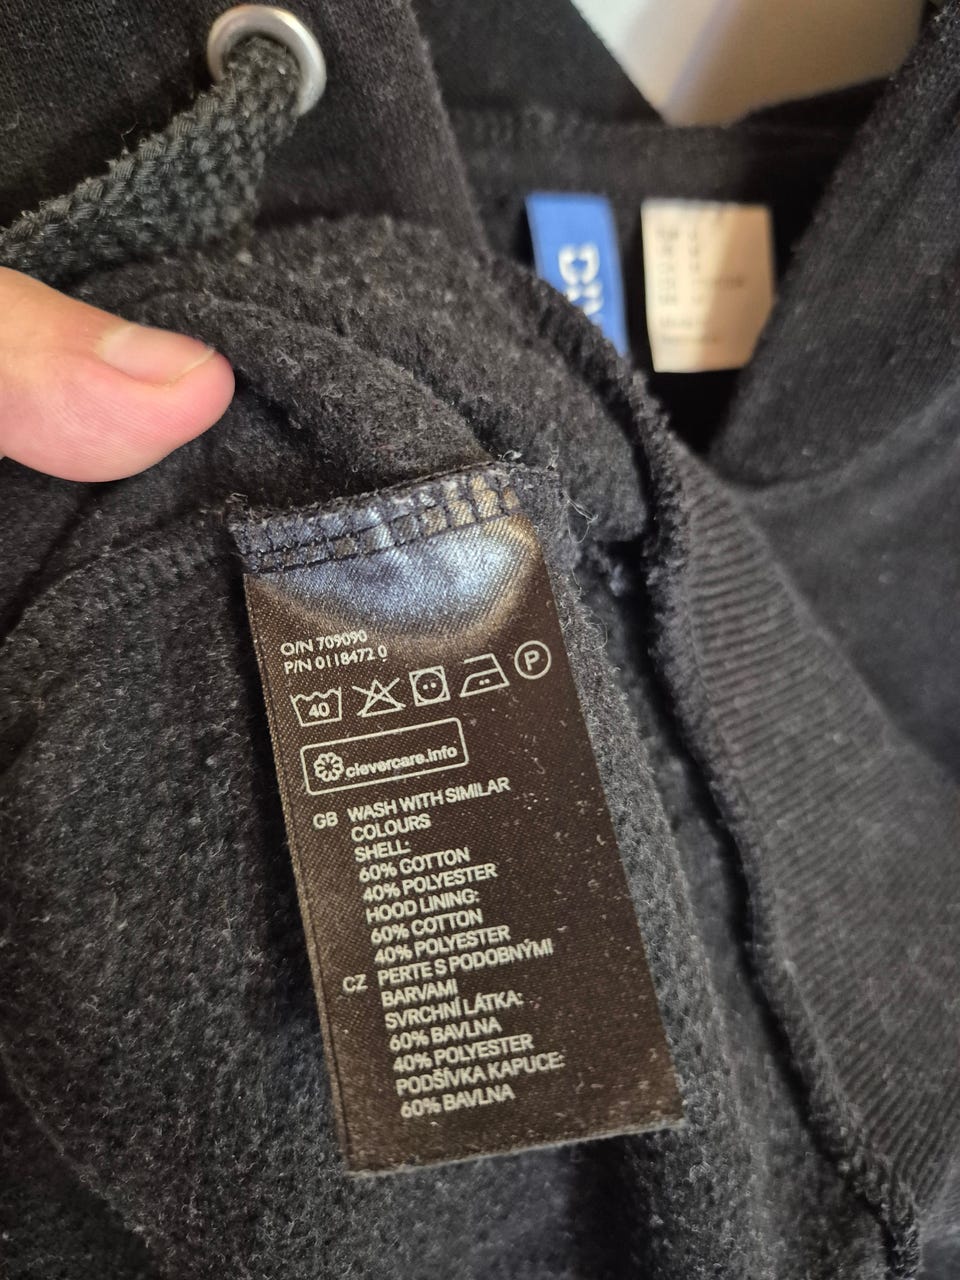 O/N 709090
P/N 0118472 0
40 P
clevercare.info
GB WASH WITH SIMILAR
COLOURS
SHELL:
60% COTTON
40% POLYESTER
HOOD LINING:
60% COTTON
40% POLYESTER
CZ PERTE S PODOBNÝMI
BARVAMI
SVRCHNÍ LÁTKA:
60% BAVLNA
40% POLYESTER
PODŠÍVKA KAPUCE:
60% BAVLNA